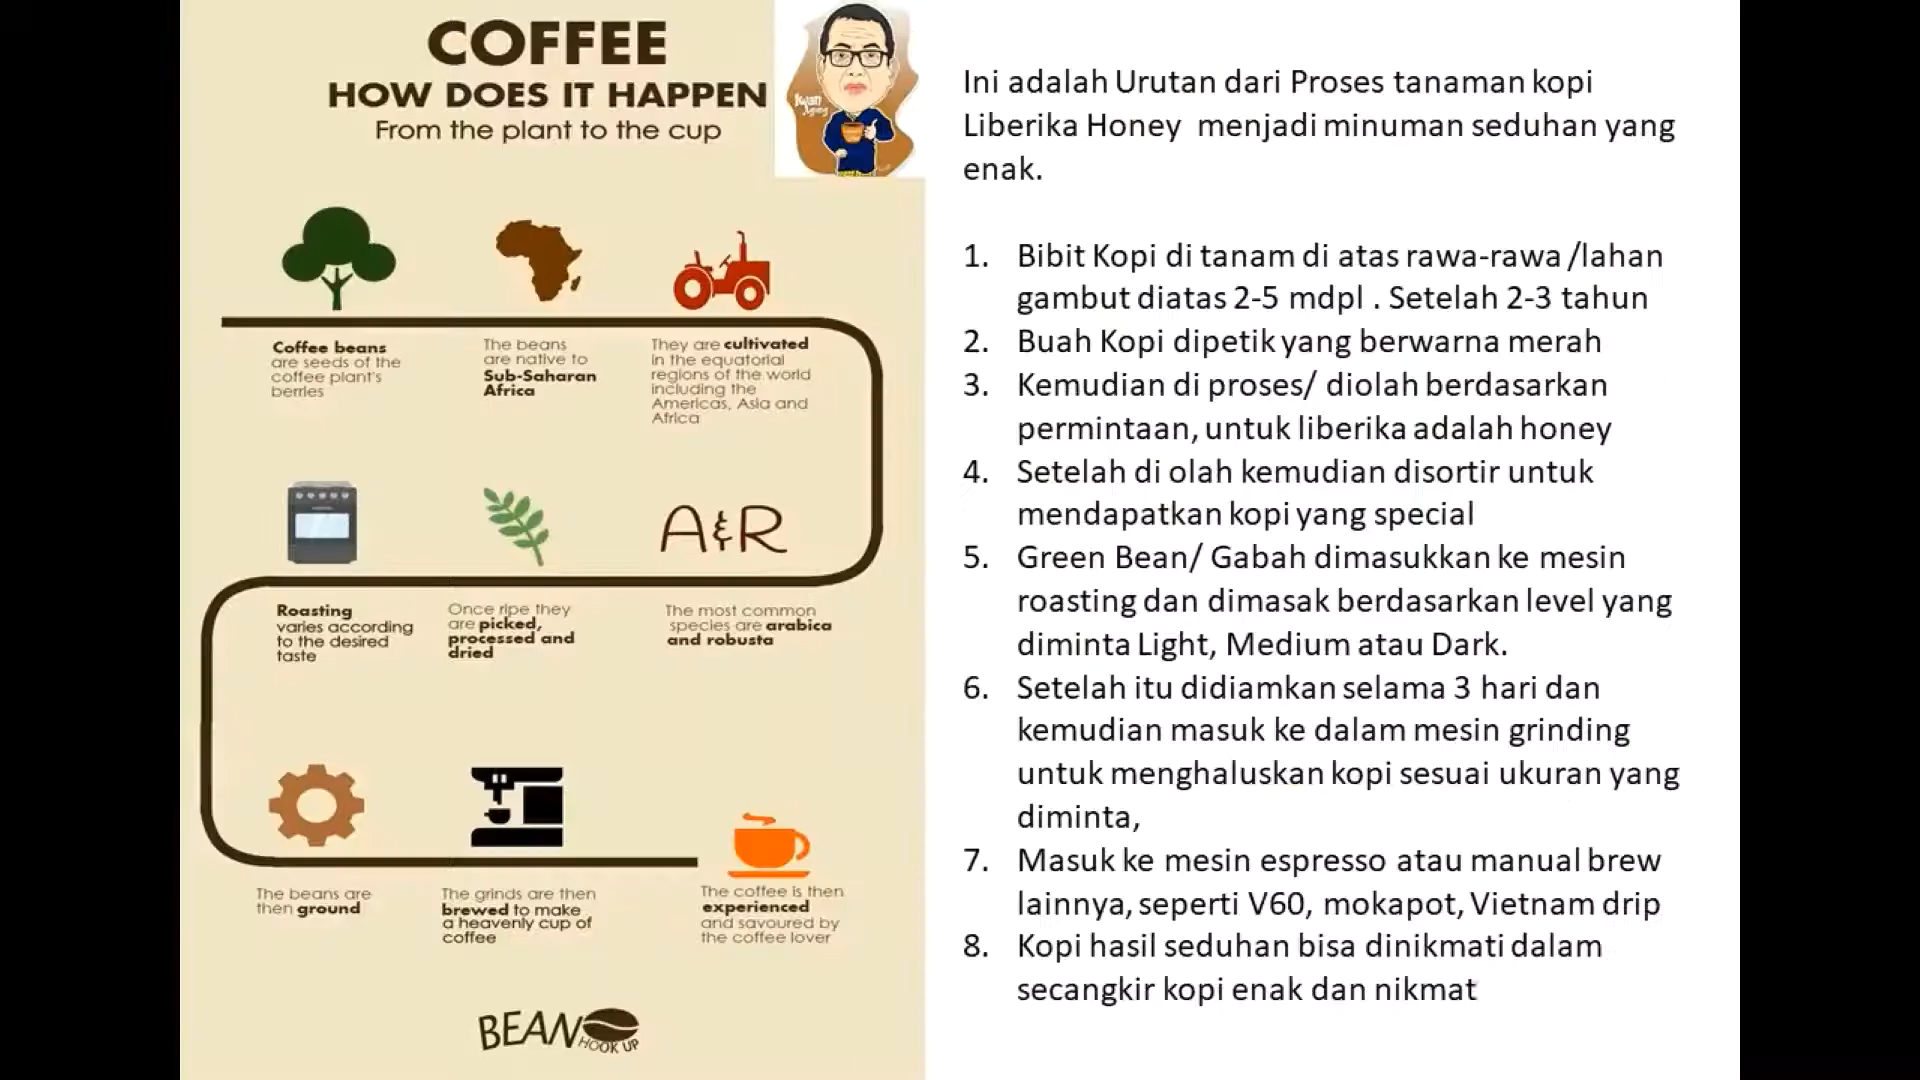 COFFEE
HOW DOES IT HAPPEN
From the plant to the cup
Iwan
Agung
Coffee beans
are seeds of the
coffee plant's
berries
The beans
are native to
Sub-Saharan
Africa
They are cultivated
in the equatorial
regions of the world
including the
Americas, Asia and
Africa
A&R
Roasting
varies according
to the desired
taste
Once ripe they
are picked,
processed and
dried
The most common
species are arabica
and robusta
The beans are
then ground
The grinds are then
brewed to make
a heavenly cup of
coffee
The coffee is then
experienced
and savoured by
the coffee lover
BEAN
HOOK UP
Ini adalah Urutan dari Proses tanaman kopi
Liberika Honey menjadi minuman seduhan yang
enak.
1. Bibit Kopi di tanam di atas rawa-rawa /lahan
gambut diatas 2-5 mdpl . Setelah 2-3 tahun
2. Buah Kopi dipetik yang berwarna merah
3. Kemudian di proses/ diolah berdasarkan
permintaan, untuk liberika adalah honey
4. Setelah di olah kemudian disortir untuk
mendapatkan kopi yang special
5. Green Bean/ Gabah dimasukkan ke mesin
roasting dan dimasak berdasarkan level yang
diminta Light, Medium atau Dark.
6. Setelah itu didiamkan selama 3 hari dan
kemudian masuk ke dalam mesin grinding
untuk menghaluskan kopi sesuai ukuran yang
diminta,
7. Masuk ke mesin espresso atau manual brew
lainnya, seperti V60, mokapot, Vietnam drip
8. Kopi hasil seduhan bisa dinikmati dalam
secangkir kopi enak dan nikmat